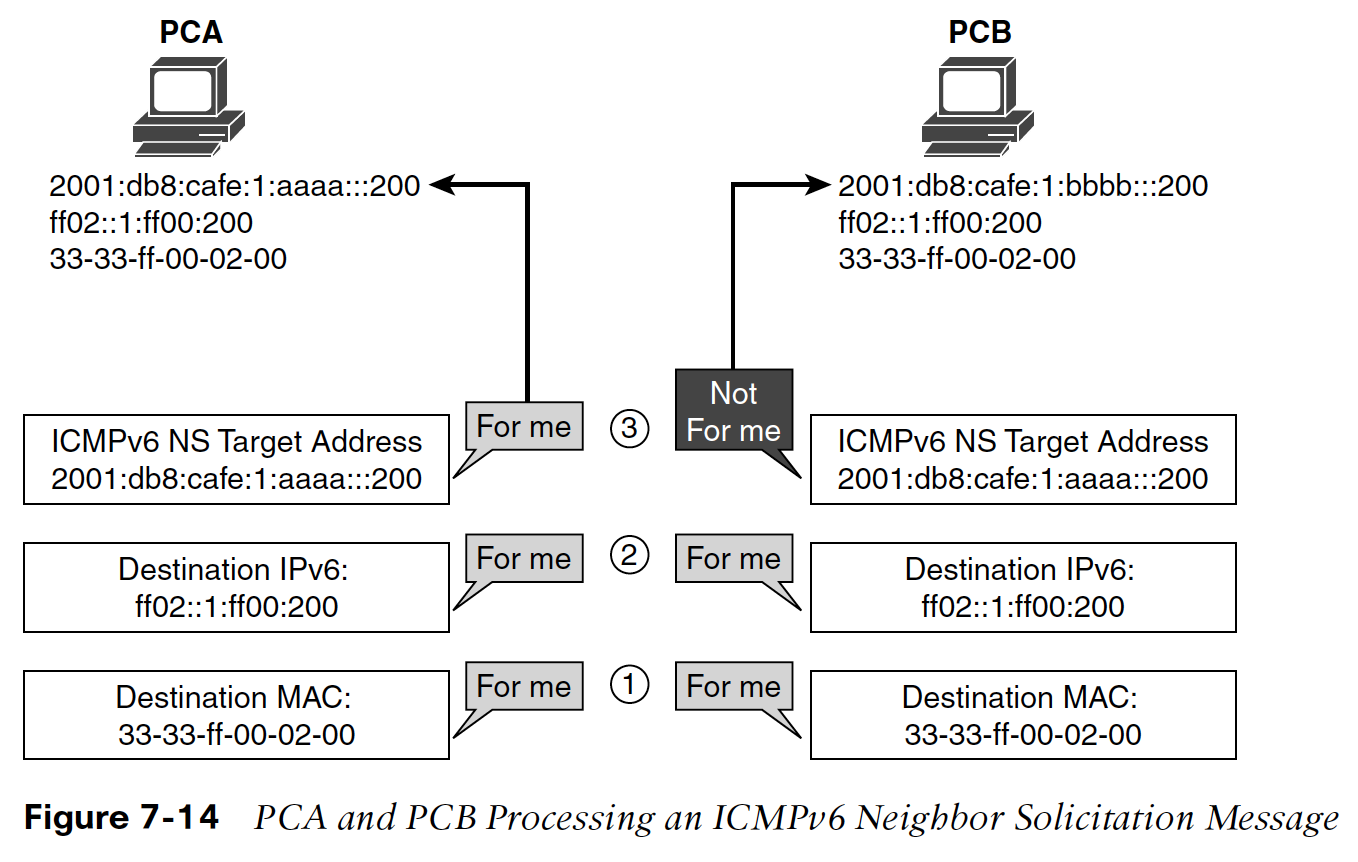 PCA
PCB
2001:db8:cafe:1:aaaa:::200
ff02::1:ff00:200
33-33-ff-00-02-00
2001:db8:cafe:1:bbbb:::200
ff02::1:ff00:200
33-33-ff-00-02-00
ICMPv6 NS Target Address
2001:db8:cafe:1:aaaa:::200
For me
3
Not
For me
ICMPv6 NS Target Address
2001:db8:cafe:1:aaaa:::200
Destination IPv6:
ff02::1:ff00:200
For me
2
For me
Destination IPv6:
ff02::1:ff00:200
Destination MAC:
33-33-ff-00-02-00
For me
1
For me
Destination MAC:
33-33-ff-00-02-00
Figure 7-14 PCA and PCB Processing an ICMPv6 Neighbor Solicitation Message